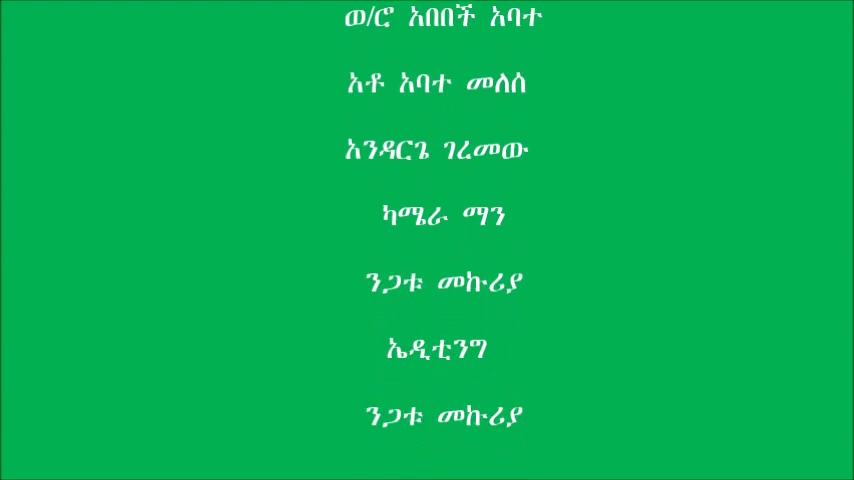 ወ/ሮ አበበች አባተ
አቶ አባተ መለሰ
አንዳርጌ ገረመው
ካሜራ ማን
ንጋቱ መኩሪያ
ኤዲቲንግ
ንጋቱ መኩሪያ